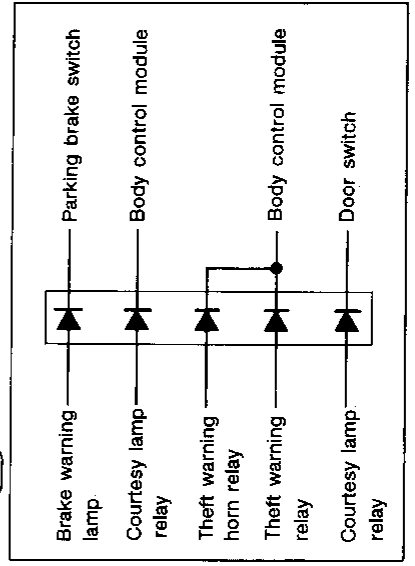 Brake warning
lamp
Parking brake switch
Courtesy lamp
relay
Body control module
Theft warning
horn relay
Theft warning
relay
Body control module
Courtesy lamp
relay
Door switch